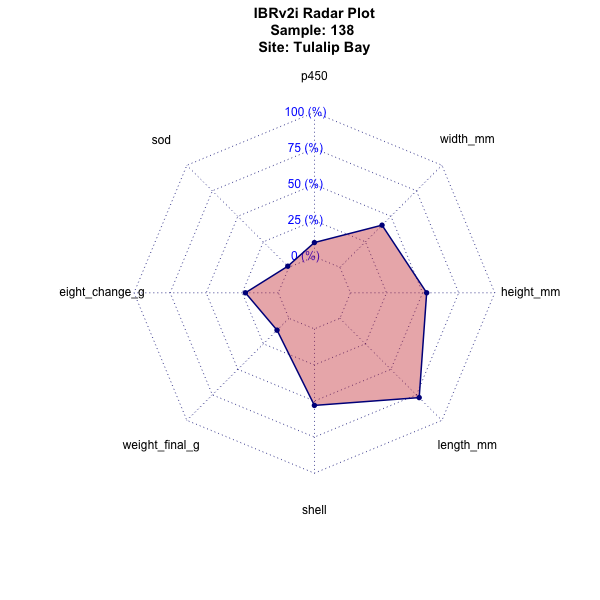 IBRv2i Radar Plot
Sample: 138
Site: Tulalip Bay
p450
100 (%)
sod
width_mm
75 (%)
50 (%)
25 (%)
0 (%)
eight_change_g
height_mm
weight_final_g
length_mm
shell